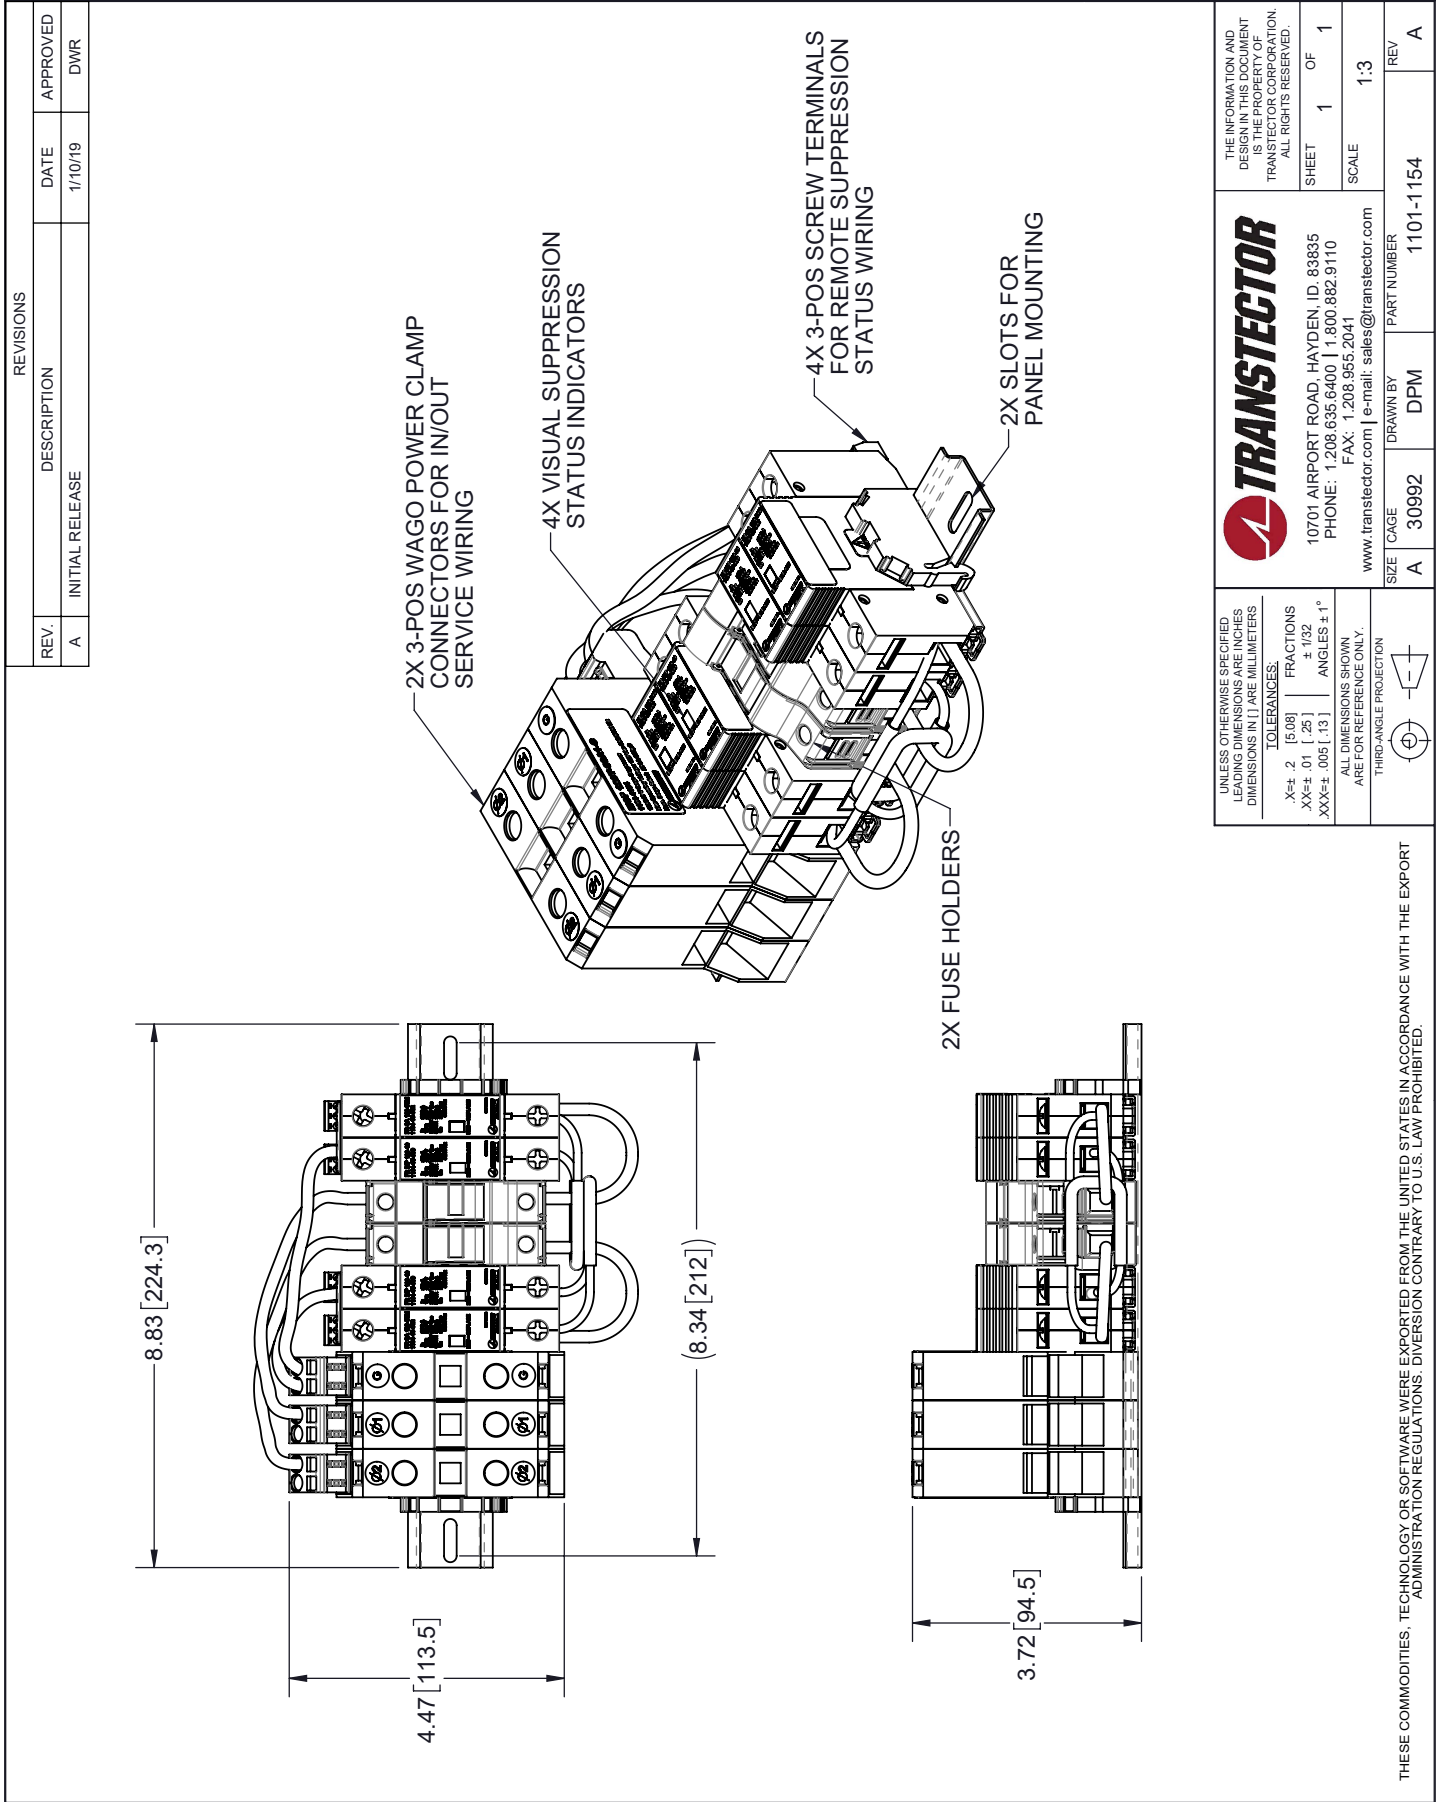 REVISIONS
REV.
DESCRIPTION
DATE
APPROVED
A
INITIAL RELEASE
1/10/19
DWR
2X 3-POS WAGO POWER CLAMP
CONNECTORS FOR IN/OUT
SERVICE WIRING
4X VISUAL SUPPRESSION
STATUS INDICATORS
4X 3-POS SCREW TERMINALS
FOR REMOTE SUPPRESSION
STATUS WIRING
2X SLOTS FOR
PANEL MOUNTING
2X FUSE HOLDERS
8.83 [224.3]
(8.34 [212])
4.47 [113.5]
3.72 [94.5]
Ø2
Ø1
G
Ø2
Ø1
G
UNLESS OTHERWISE SPECIFIED
LEADING DIMENSIONS ARE INCHES
DIMENSIONS IN [ ] ARE MILLIMETERS
TOLERANCES:
.X=± .2 [5.08]
.XX=± .01 [ .25 ]
.XXX=± .005 [ .13 ]
FRACTIONS
± 1/32
ANGLES ± 1°
ALL DIMENSIONS SHOWN
ARE FOR REFERENCE ONLY.
THIRD-ANGLE PROJECTION
TRANSTECTOR
10701 AIRPORT ROAD, HAYDEN, ID. 83835
PHONE: 1.208.635.6400 | 1.800.882.9110
FAX: 1.208.955.2041
www.transtector.com | e-mail: sales@transtector.com
THE INFORMATION AND
DESIGN IN THIS DOCUMENT
IS THE PROPERTY OF
TRANSTECTOR CORPORATION.
ALL RIGHTS RESERVED.
SHEET 1 OF 1
SCALE 1:3
SIZE A
CAGE 30992
DRAWN BY DPM
PART NUMBER 1101-1154
REV A
THESE COMMODITIES, TECHNOLOGY OR SOFTWARE WERE EXPORTED FROM THE UNITED STATES IN ACCORDANCE WITH THE EXPORT
ADMINISTRATION REGULATIONS. DIVERSION CONTRARY TO U.S. LAW PROHIBITED.